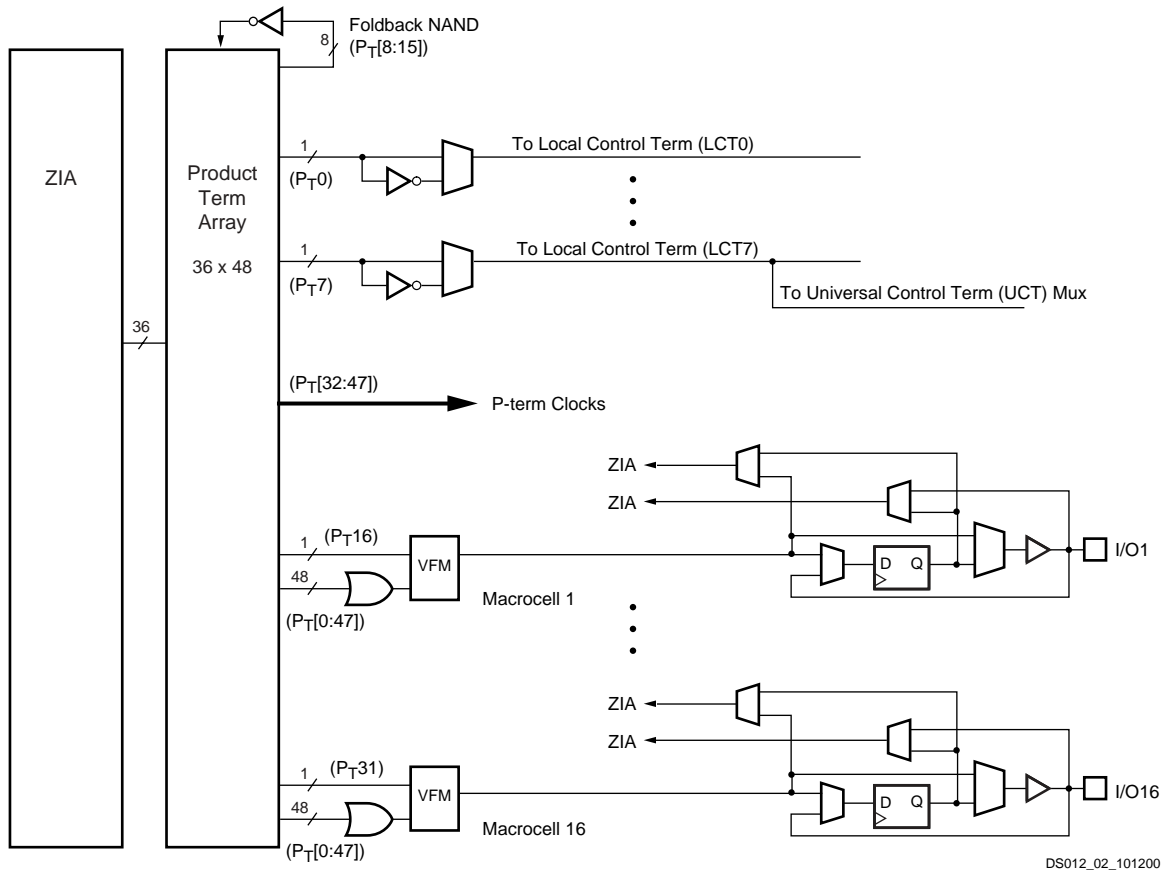 Foldback NAND
8
(PT[8:15])
ZIA
Product
Term
Array
36 x 48
1
(PT0)
To Local Control Term (LCT0)
1
(PT7)
To Local Control Term (LCT7)
To Universal Control Term (UCT) Mux
36
(PT[32:47])
P-term Clocks
ZIA
ZIA
1
(PT16)
48
(PT[0:47])
VFM
Macrocell 1
D Q
I/O1
ZIA
ZIA
1
(PT31)
48
(PT[0:47])
VFM
Macrocell 16
D Q
I/O16
DS012_02_101200